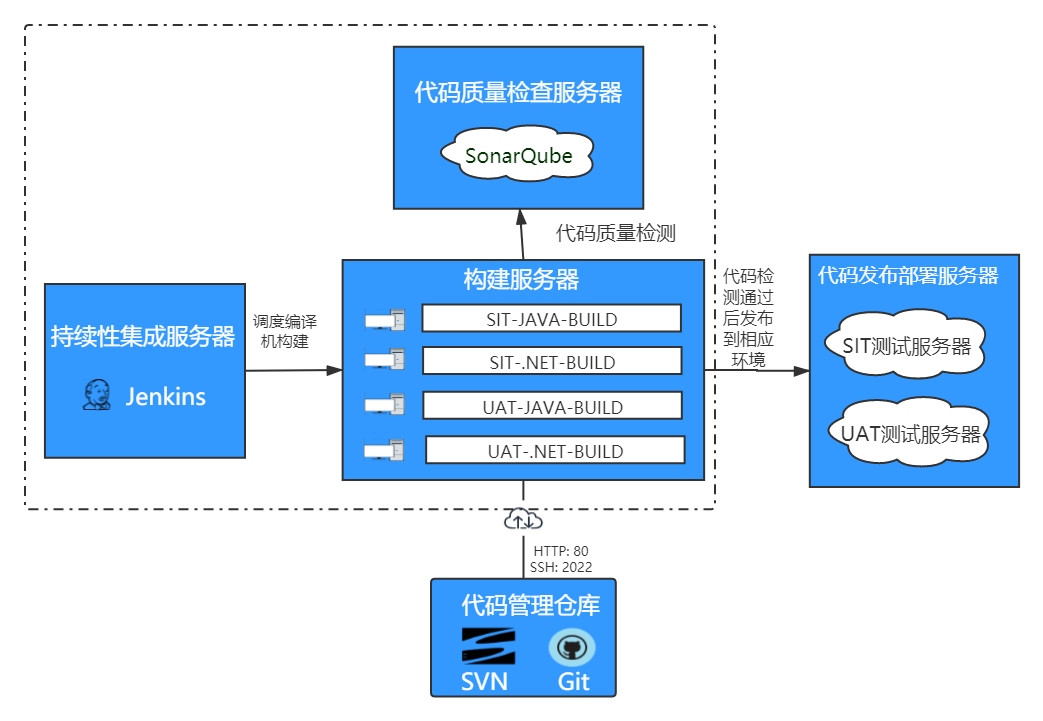 代码质量检查服务器
SonarQube
代码质量检测
持续性集成服务器
Jenkins
调度编译
机构建
构建服务器
SIT-JAVA-BUILD
SIT-.NET-BUILD
UAT-JAVA-BUILD
UAT-.NET-BUILD
代码检
测通过
后发布
到相应
环境
代码发布部署服务器
SIT测试服务器
UAT测试服务器
HTTP: 80
SSH: 2022
代码管理仓库
SVN
Git